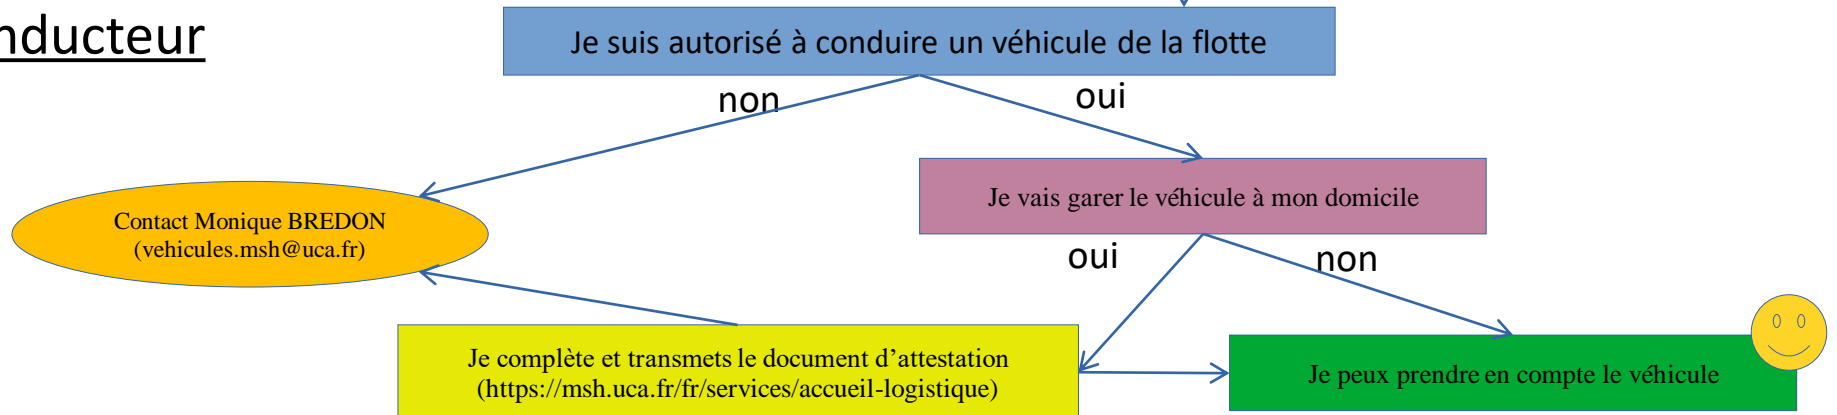 nducteur
Je suis autorisé à conduire un véhicule de la flotte
non
oui
Je vais garer le véhicule à mon domicile
Contact Monique BREDON
(vehicules.msh@uca.fr)
oui
non
Je complète et transmets le document d’attestation
(https://msh.uca.fr/fr/services/accueil-logistique)
Je peux prendre en compte le véhicule